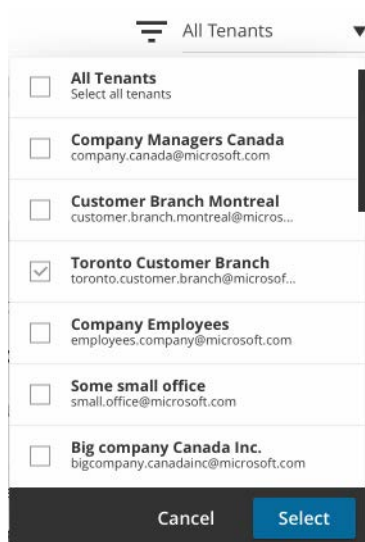 All Tenants
All Tenants
Select all tenants
Company Managers Canada
company.canada@microsoft.com
Customer Branch Montreal
customer.branch.montreal@micros...
Toronto Customer Branch
toronto.customer.branch@microsof...
Company Employees
employees.company@microsoft.com
Some small office
small.office@microsoft.com
Big company Canada Inc.
bigcompany.canadainc@microsoft.com
Cancel Select